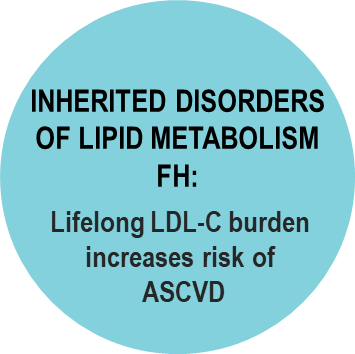 INHERITED DISORDERS
OF LIPID METABOLISM
FH:
Lifelong LDL-C burden
increases risk of
ASCVD